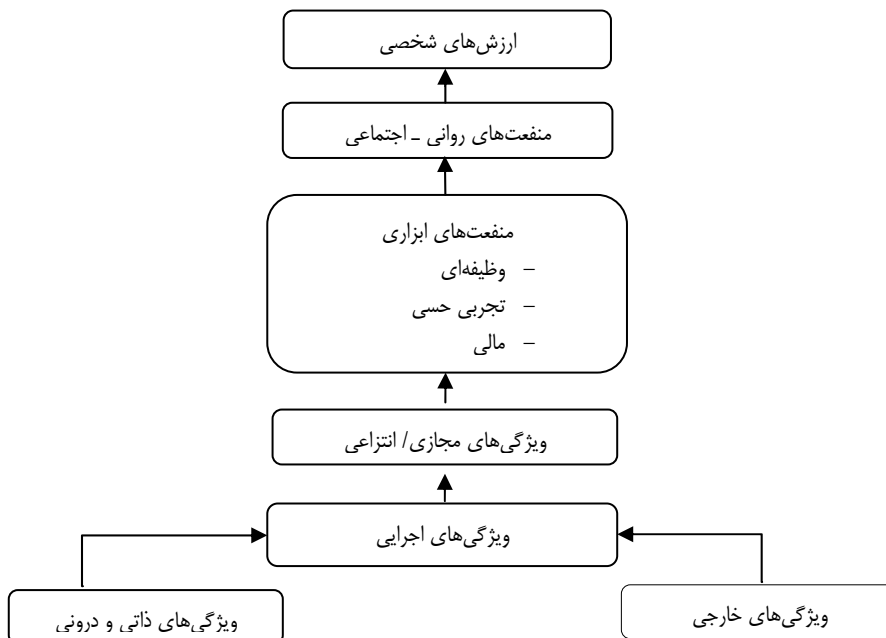 ارزش‌های شخصی
منفعت‌های روانی ـ اجتماعی
منفعت‌های ابزاری
– وظیفه‌ای
– تجربی حسی
– مالی
ویژگی‌های مجازی/ انتزاعی
ویژگی‌های اجرایی
ویژگی‌های خارجی
ویژگی‌های ذاتی و درونی